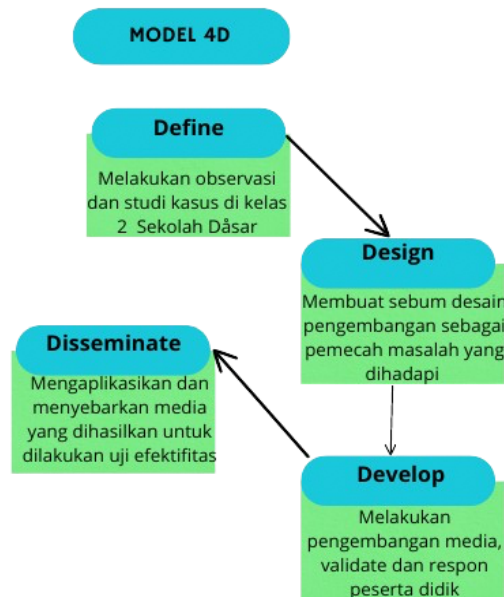 MODEL 4D
Define
Melakukan observasi
dan studi kasus di kelas
2 Sekolah Dåsar
Design
Membuat sebum desain
pengembangan sebagai
pemecah masalah yang
dihadapi
Develop
Melakukan
pengembangan media,
validate dan respon
peserta didik
Disseminate
Mengaplikasikan dan
menyebarkan media
yang dihasilkan untuk
dilakukan uji efektifitas